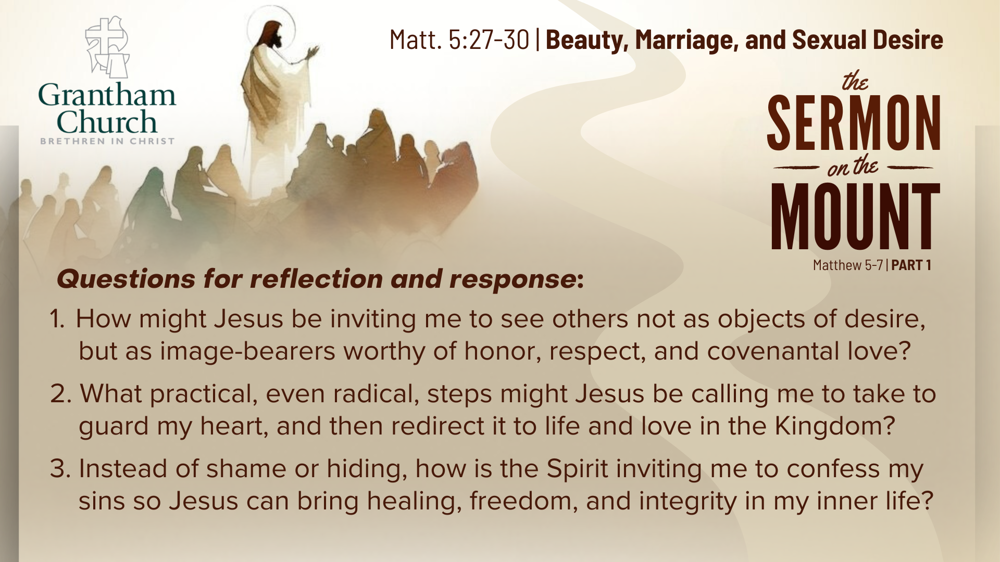 Grantham
Church
BRETHREN IN CHRIST
Matt. 5:27-30 | Beauty, Marriage, and Sexual Desire
the
SERMON
on the
MOUNT
Matthew 5-7 | PART 1
Questions for reflection and response:
1. How might Jesus be inviting me to see others not as objects of desire,
but as image-bearers worthy of honor, respect, and covenantal love?
2. What practical, even radical, steps might Jesus be calling me to take to
guard my heart, and then redirect it to life and love in the Kingdom?
3. Instead of shame or hiding, how is the Spirit inviting me to confess my
sins so Jesus can bring healing, freedom, and integrity in my inner life?